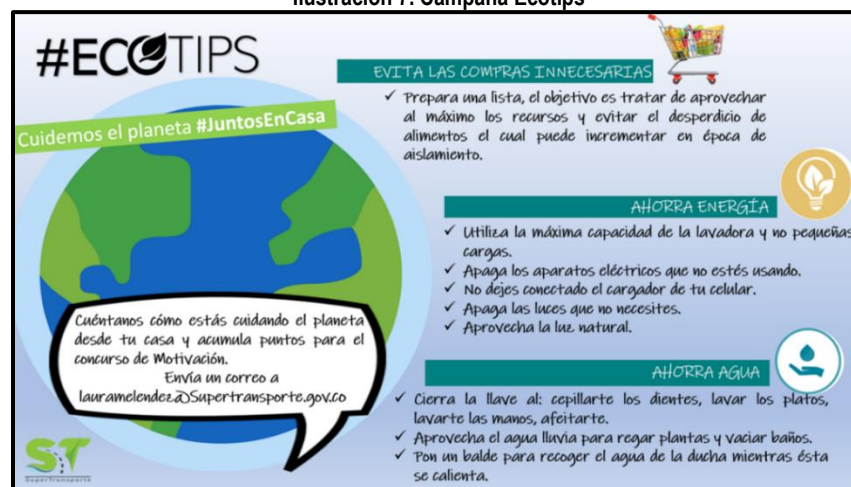 Ilustración 7. Campaña Ecotips
#ECOTIPS
Cuidemos el planeta #JuntosEnCasa
Cuéntanos cómo estás cuidando el planeta
desde tu casa y acumula puntos para el
concurso de Motivación.
Envía un correo a
lauramelendez@Supertransporte.gov.co
ST
SuperTransporte
EVITA LAS COMPRAS INNECESARIAS
✓ Prepara una lista, el objetivo es tratar de aprovechar
al máximo los recursos y evitar el desperdicio de
alimentos el cual puede incrementar en época de
aislamiento.
AHORRA ENERGÍA
✓ Utiliza la máxima capacidad de la lavadora y no pequeñas
cargas.
✓ Apaga los aparatos eléctricos que no estés usando.
✓ No dejes conectado el cargador de tu celular.
✓ Apaga las luces que no necesites.
✓ Aprovecha la luz natural.
AHORRA AGUA
✓ Cierra la llave al: cepillarte los dientes, lavar los platos,
lavarte las manos, afeitarte.
✓ Aprovecha el agua lluvia para regar plantas y vaciar baños.
✓ Pon un balde para recoger el agua de la ducha mientras ésta
se calienta.